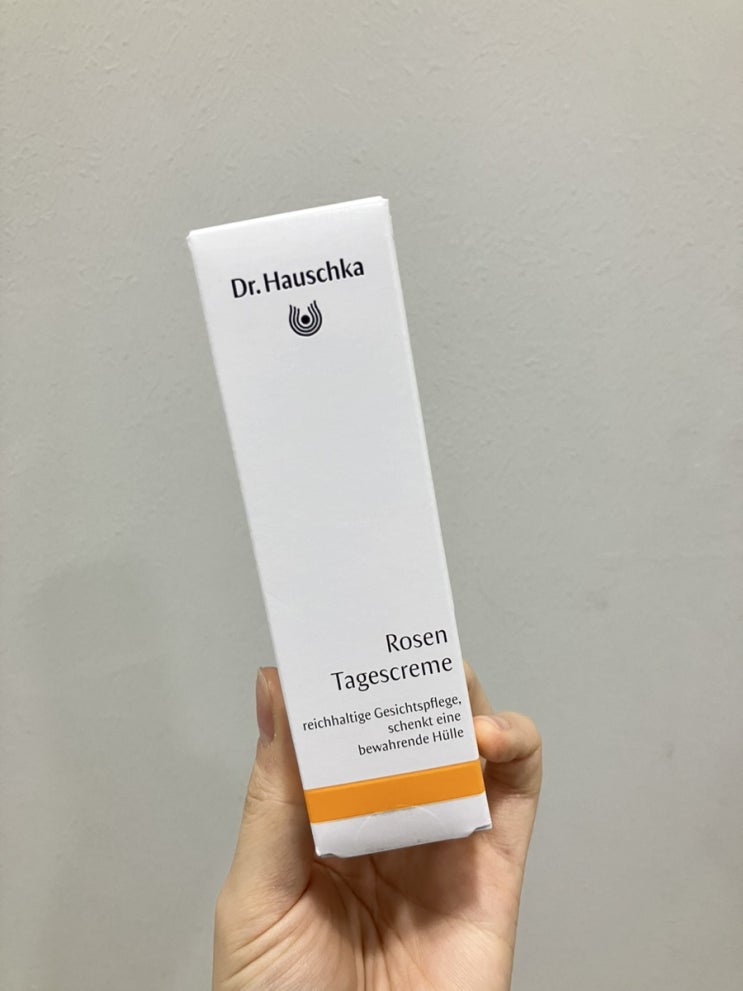 Dr. Hauschka
Rosen
Tagescreme
reichhaltige Gesichtspflege,
schenkt eine
bewahrende Hülle